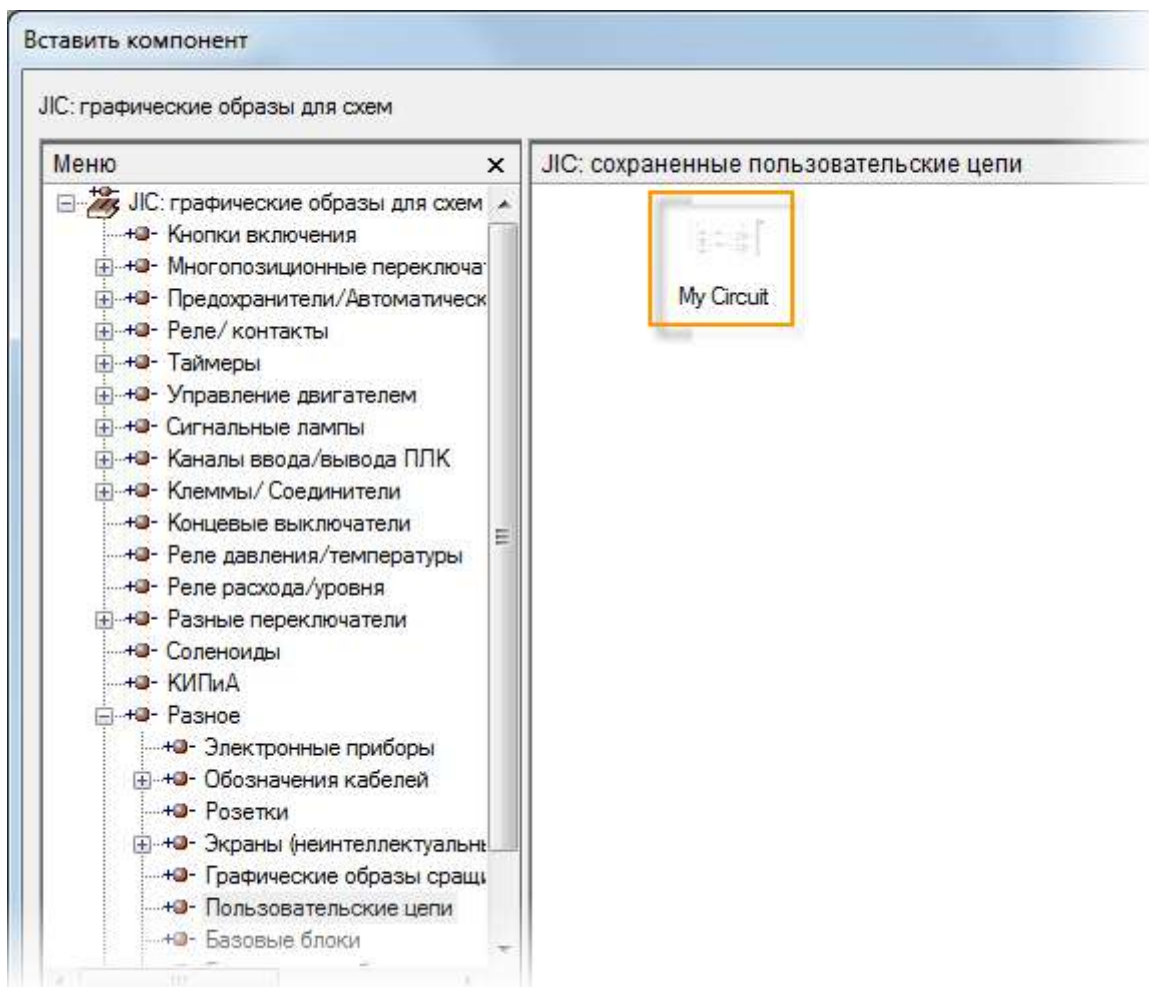 Вставить компонент
JIC: графические образы для схем
Меню
JIC: сохраненные пользовательские цепи
JIC: графические образы для схем
Кнопки включения
Многопозиционные переключа
Предохранители/Автоматическ
Реле/ контакты
Таймеры
Управление двигателем
Сигнальные лампы
Каналы ввода/вывода ПЛК
Клеммы/ Соединители
Концевые выключатели
Реле давления/температуры
Реле расхода/уровня
Разные переключатели
Соленоиды
КИПиА
Разное
Электронные приборы
Обозначения кабелей
Розетки
Экраны (неинтеллектуальнь
Графические образы сращи
Пользовательские цепи
Базовые блоки
My Circuit